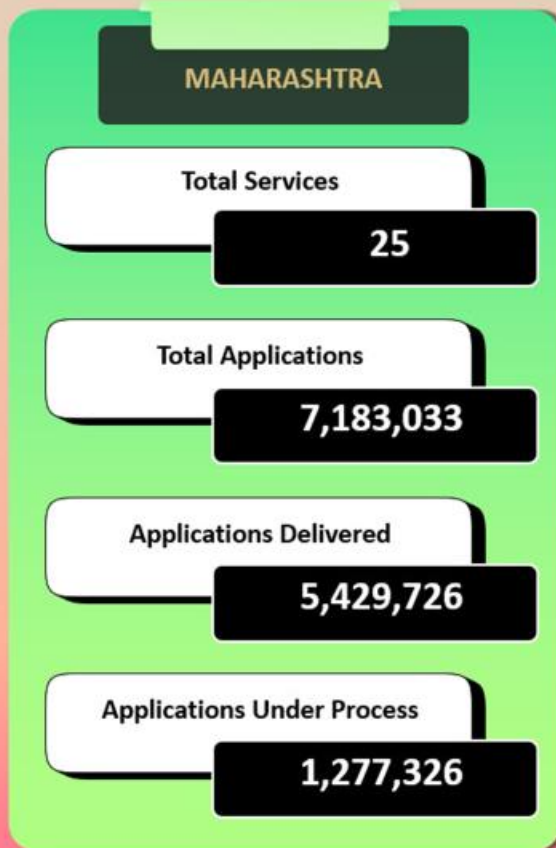 MAHARASHTRA
Total Services
25
Total Applications
7,183,033
Applications Delivered
5,429,726
Applications Under Process
1,277,326